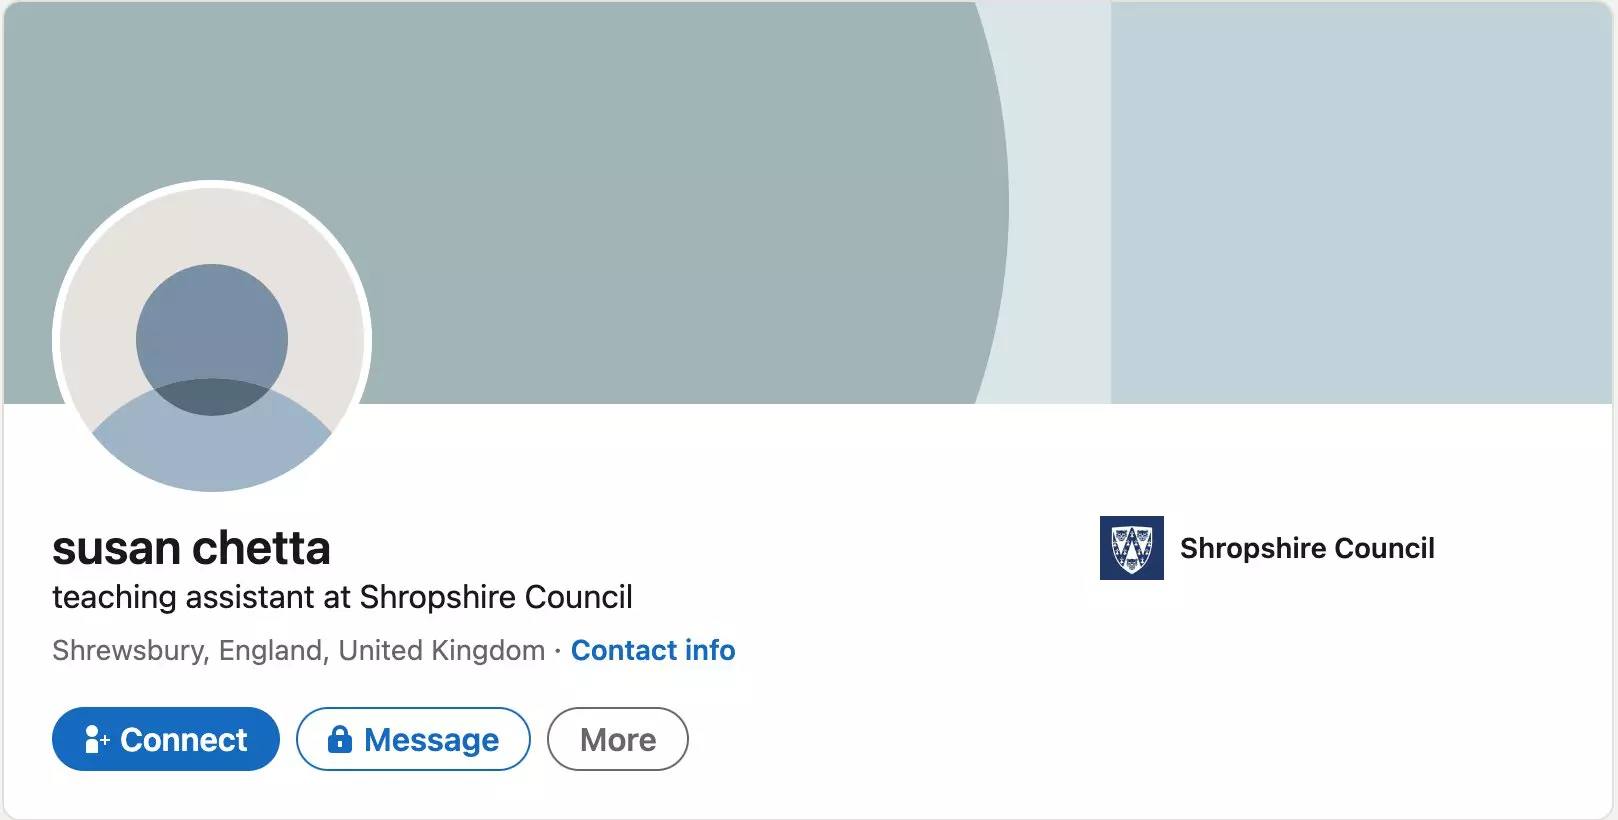 susan chetta
teaching assistant at Shropshire Council
Shrewsbury, England, United Kingdom · Contact info
Connect
Message
More
Shropshire Council